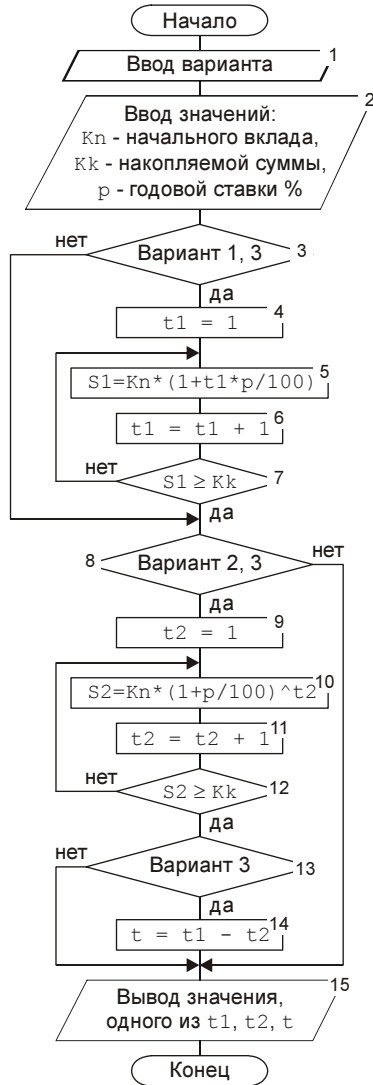 Начало
Ввод варианта 1
2
Ввод значений:
Kn - начального вклада,
Kk - накопляемой суммы,
p - годовой ставки %
нет
Вариант 1, 3 3
да
4
t1 = 1
5
S1=Kn*(1+t1*p/100)
6
t1 = t1 + 1
нет
S1 ≥ Kk 7
да
8 Вариант 2, 3 нет
да
9
t2 = 1
S2=Kn*(1+p/100)^t2 10
11
t2 = t2 + 1
нет
S2 ≥ Kk 12
да
нет
Вариант 3 13
да
14
t = t1 - t2
15
Вывод значения,
одного из t1, t2, t
Конец